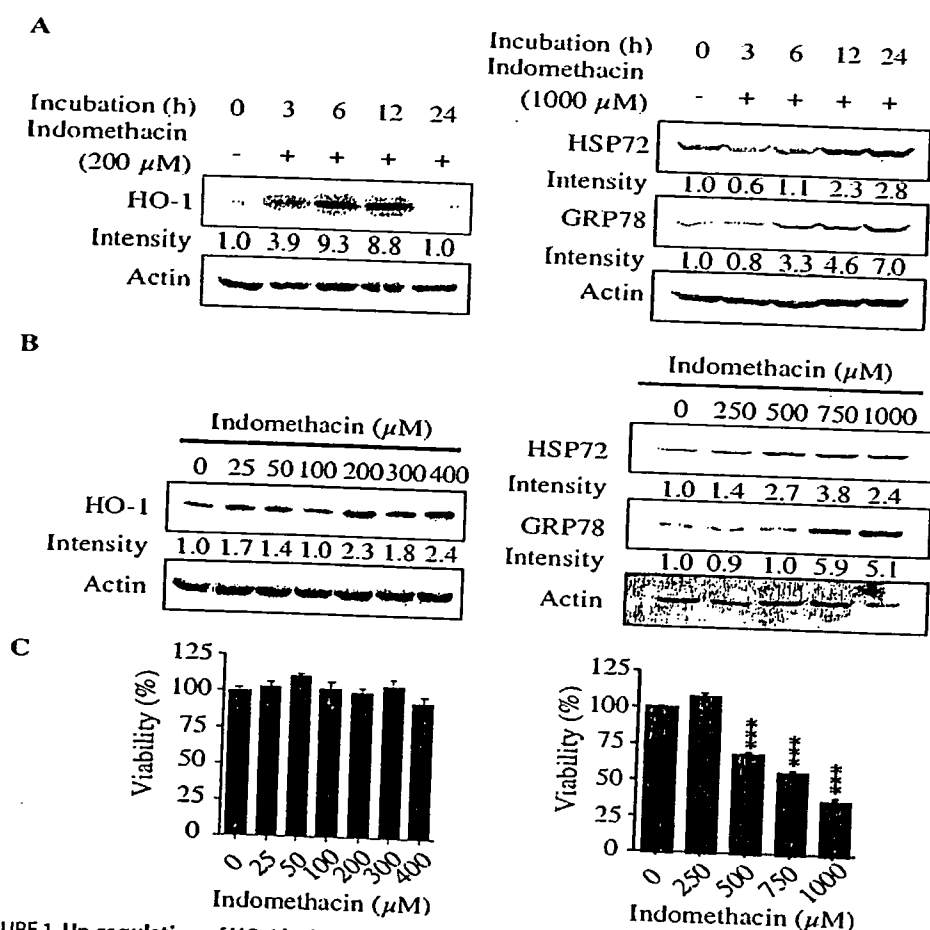 A
Incubation (h) 0 3 6 12 24
Indomethacin
(200 μM) - + + + +
HO-1
Intensity 1.0 3.9 9.3 8.8 1.0
Actin
Incubation (h) 0 3 6 12 24
Indomethacin
(1000 μM) - + + + +
HSP72
Intensity 1.0 0.6 1.1 2.3 2.8
GRP78
Intensity 1.0 0.8 3.3 4.6 7.0
Actin
B
Indomethacin (μM)
0 25 50 100 200 300 400
HO-1
Intensity 1.0 1.7 1.4 1.0 2.3 1.8 2.4
Actin
Indomethacin (μM)
0 250 500 750 1000
HSP72
Intensity 1.0 1.4 2.7 3.8 2.4
GRP78
Intensity 1.0 0.9 1.0 5.9 5.1
Actin
C
125
100
75
50
25
0
Viability (%)
0 25 50 100 200 300 400
Indomethacin (μM)
125
100
75
50
25
0
Viability (%)
*** *** ***
0 250 500 750 1000
Indomethacin (μM)